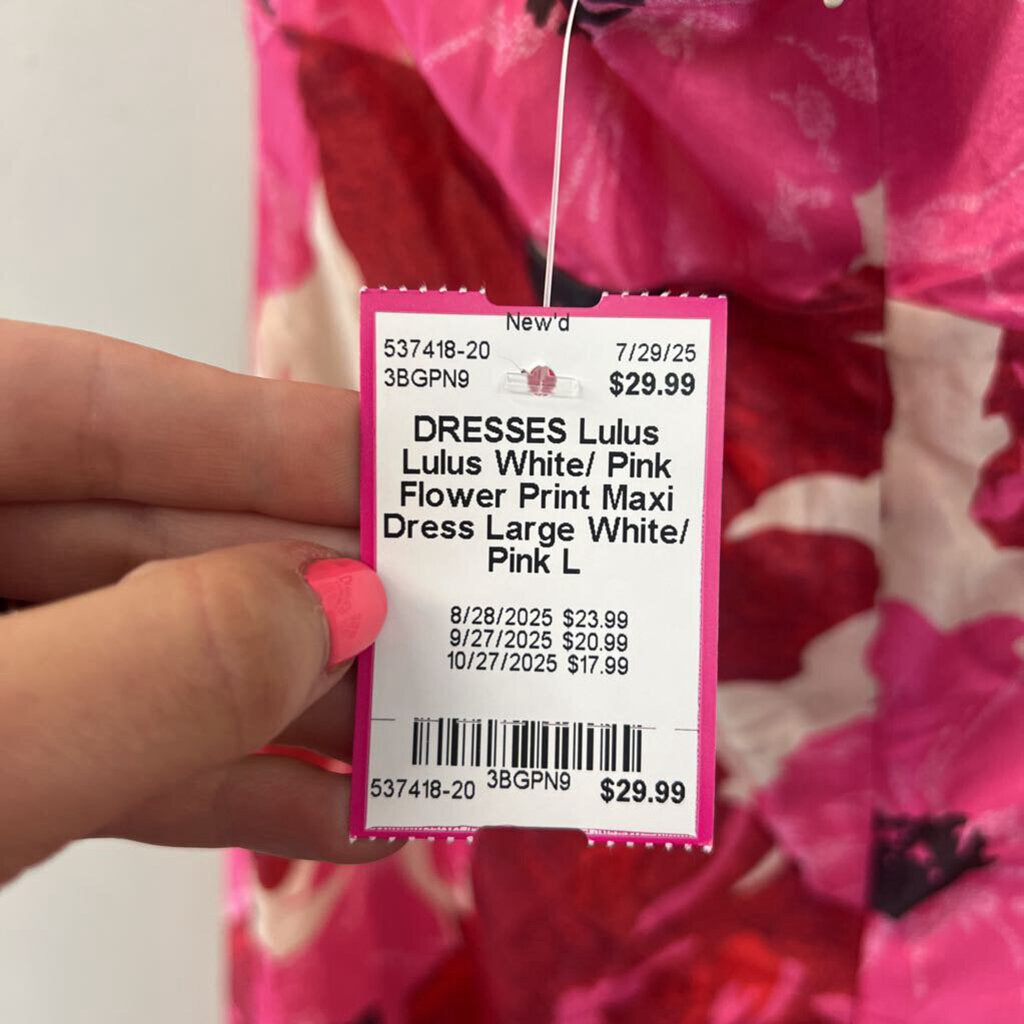 New'd
537418-20 7/29/25
3BGPN9 $29.99
DRESSES Lulus
Lulus White/ Pink
Flower Print Maxi
Dress Large White/
Pink L
8/28/2025 $23.99
9/27/2025 $20.99
10/27/2025 $17.99
537418-20 3BGPN9 $29.99